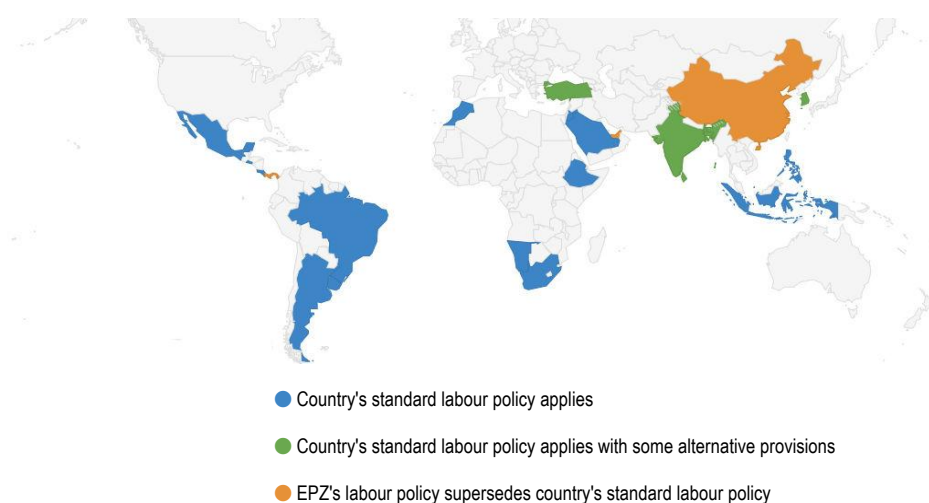 Country's standard labour policy applies
Country's standard labour policy applies with some alternative provisions
EPZ's labour policy supersedes country's standard labour policy